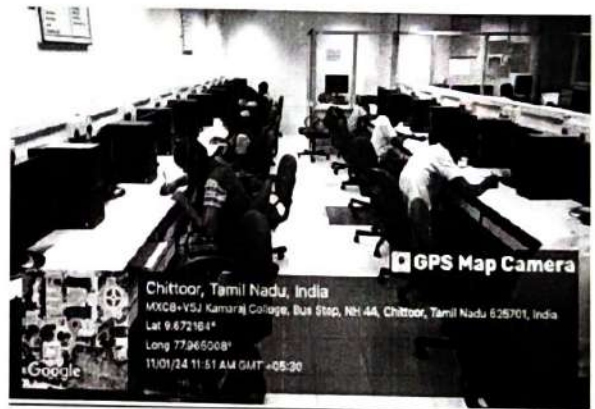 GPS Map Camera
Chittoor, Tamil Nadu, India
MXC8+VSJ Kamaraj College, Bus Stop, NH 44, Chittoor, Tamil Nadu 625701, India
Lat 9.672164°
Long 77.965008°
11/01/24 11:51 AM GMT +05:30
Google